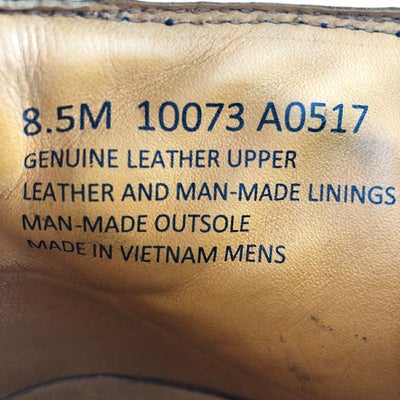 8.5M 10073 A0517
GENUINE LEATHER UPPER
LEATHER AND MAN-MADE LININGS
MAN-MADE OUTSOLE
MADE IN VIETNAM MENS